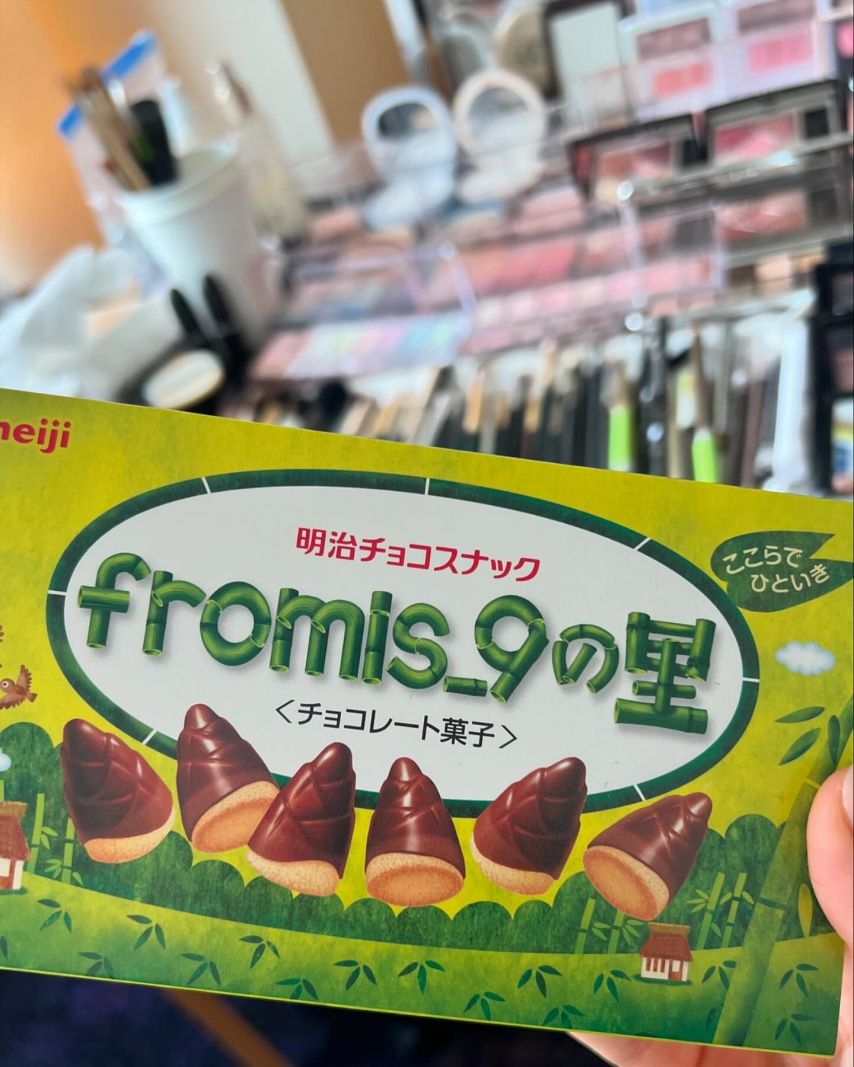 meiji
明治チョコスナック
fromis_9の里
〈チョコレート菓子〉
ここらで
ひといき